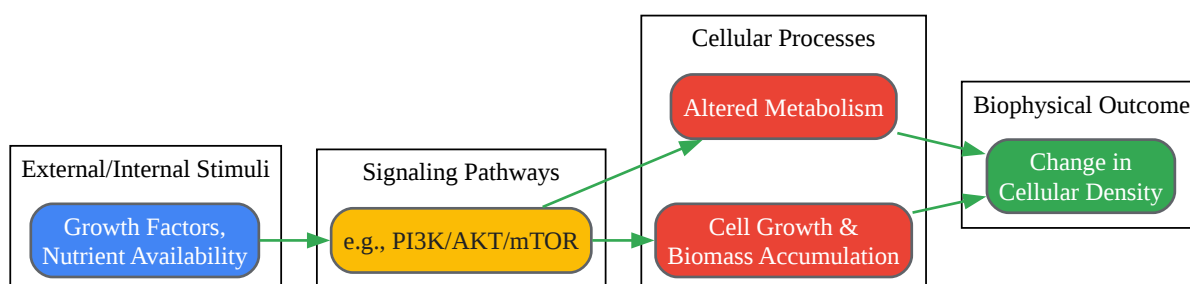 External/Internal Stimuli
Growth Factors,
Nutrient Availability
Signaling Pathways
e.g., PI3K/AKT/mTOR
Cellular Processes
Altered Metabolism
Cell Growth &
Biomass Accumulation
Biophysical Outcome
Change in
Cellular Density